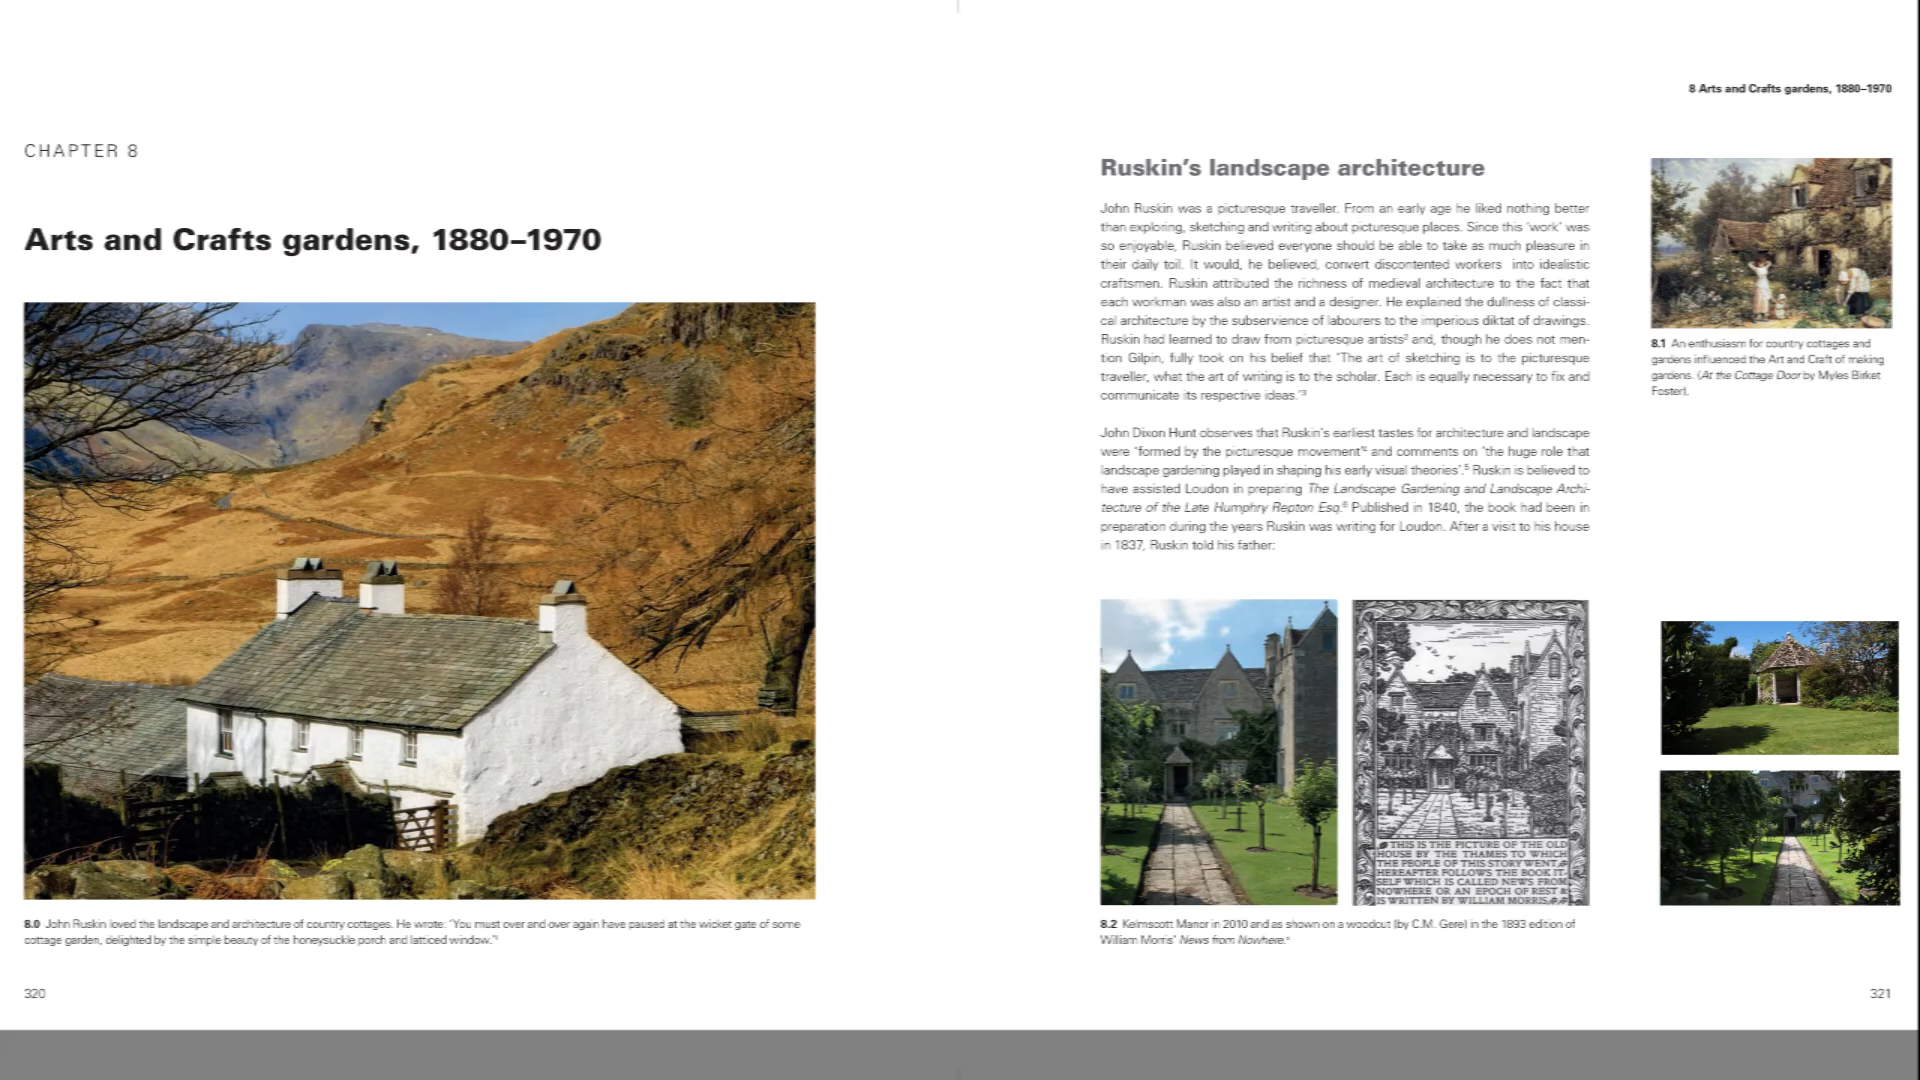 CHAPTER 8
Arts and Crafts gardens, 1880–1970
8.0 John Ruskin loved the landscape and architecture of country cottages. He wrote: 'You must over and over again have paused at the wicket gate of some
cottage garden, delighted by the simple beauty of the honeysuckle porch and latticed window.'¹
320
8 Arts and Crafts gardens, 1880–1970
Ruskin's landscape architecture
John Ruskin was a picturesque traveller. From an early age he liked nothing better
than exploring, sketching and writing about picturesque places. Since this 'work' was
so enjoyable, Ruskin believed everyone should be able to take as much pleasure in
their daily toil. It would, he believed, convert discontented workers into idealistic
craftsmen. Ruskin attributed the richness of medieval architecture to the fact that
each workman was also an artist and a designer. He explained the dullness of classi-
cal architecture by the subservience of labourers to the imperious diktat of drawings.
Ruskin had learned to draw from picturesque artists² and, though he does not men-
tion Gilpin, fully took on his belief that 'The art of sketching is to the picturesque
traveller, what the art of writing is to the scholar. Each is equally necessary to fix and
communicate its respective ideas.'³
John Dixon Hunt observes that Ruskin's earliest tastes for architecture and landscape
were 'formed by the picturesque movement'⁴ and comments on 'the huge role that
landscape gardening played in shaping his early visual theories'.⁵ Ruskin is believed to
have assisted Loudon in preparing The Landscape Gardening and Landscape Archi-
tecture of the Late Humphry Repton Esq.⁶ Published in 1840, the book had been in
preparation during the years Ruskin was writing for Loudon. After a visit to his house
in 1837, Ruskin told his father:
8.1 An enthusiasm for country cottages and
gardens influenced the Art and Craft of making
gardens. (At the Cottage Door by Myles Birket
Foster).
THIS IS THE PICTURE OF THE OLD
HOUSE BY THE THAMES TO WHICH
THE PEOPLE OF THIS STORY WENT
HEREAFTER FOLLOWS THE BOOK IT-
SELF WHICH IS CALLED NEWS FROM
NOWHERE OR AN EPOCH OF REST &
IS WRITTEN BY WILLIAM MORRIS
8.2 Kelmscott Manor in 2010 and as shown on a woodcut (by C.M. Gere) in the 1893 edition of
William Morris' News from Nowhere.
321